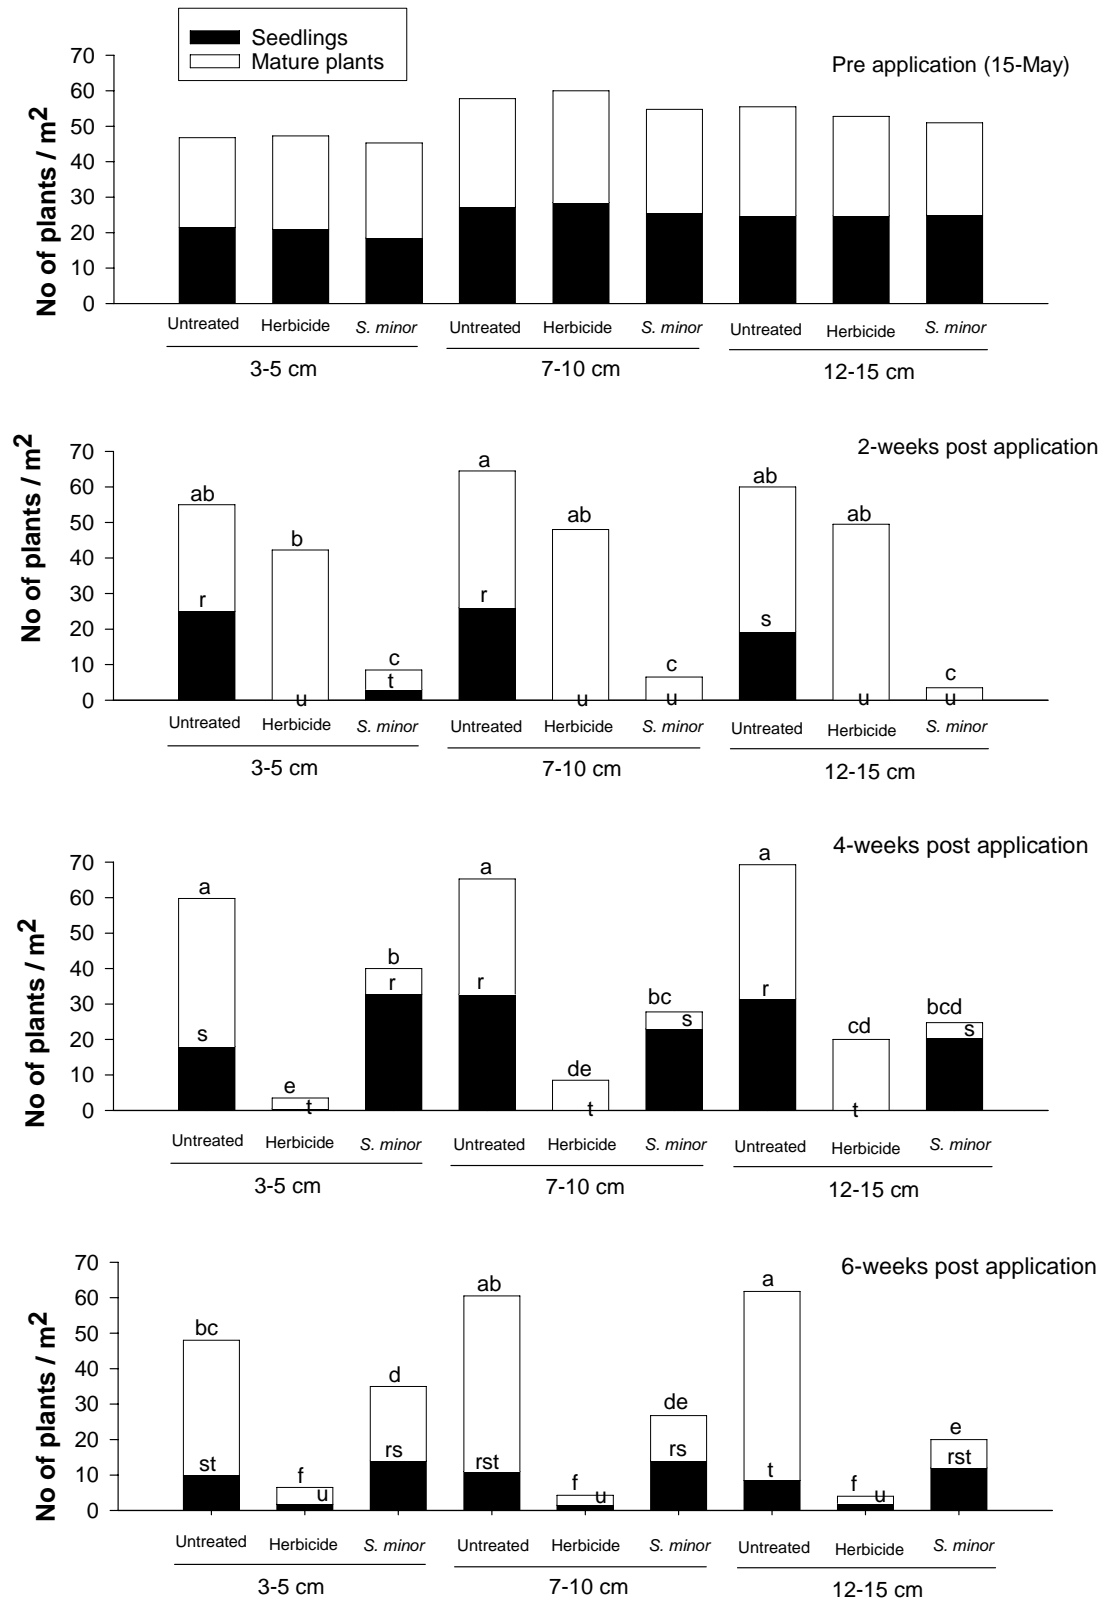 Seedlings
Mature plants
Pre application (15-May)
No of plants / m2
70
60
50
40
30
20
10
0
Untreated Herbicide S. minor Untreated Herbicide S. minor Untreated Herbicide S. minor
3-5 cm 7-10 cm 12-15 cm
2-weeks post application
No of plants / m2
70
60
50
40
30
20
10
0
ab b c a ab c ab ab c
r u t r u u s u u
Untreated Herbicide S. minor Untreated Herbicide S. minor Untreated Herbicide S. minor
3-5 cm 7-10 cm 12-15 cm
4-weeks post application
No of plants / m2
70
60
50
40
30
20
10
0
a e b a de bc a cd bcd
s t r r t s r t s
Untreated Herbicide S. minor Untreated Herbicide S. minor Untreated Herbicide S. minor
3-5 cm 7-10 cm 12-15 cm
6-weeks post application
No of plants / m2
70
60
50
40
30
20
10
0
bc f d ab f de a f e
st u rs rst u rs t u rst
Untreated Herbicide S. minor Untreated Herbicide S. minor Untreated Herbicide S. minor
3-5 cm 7-10 cm 12-15 cm